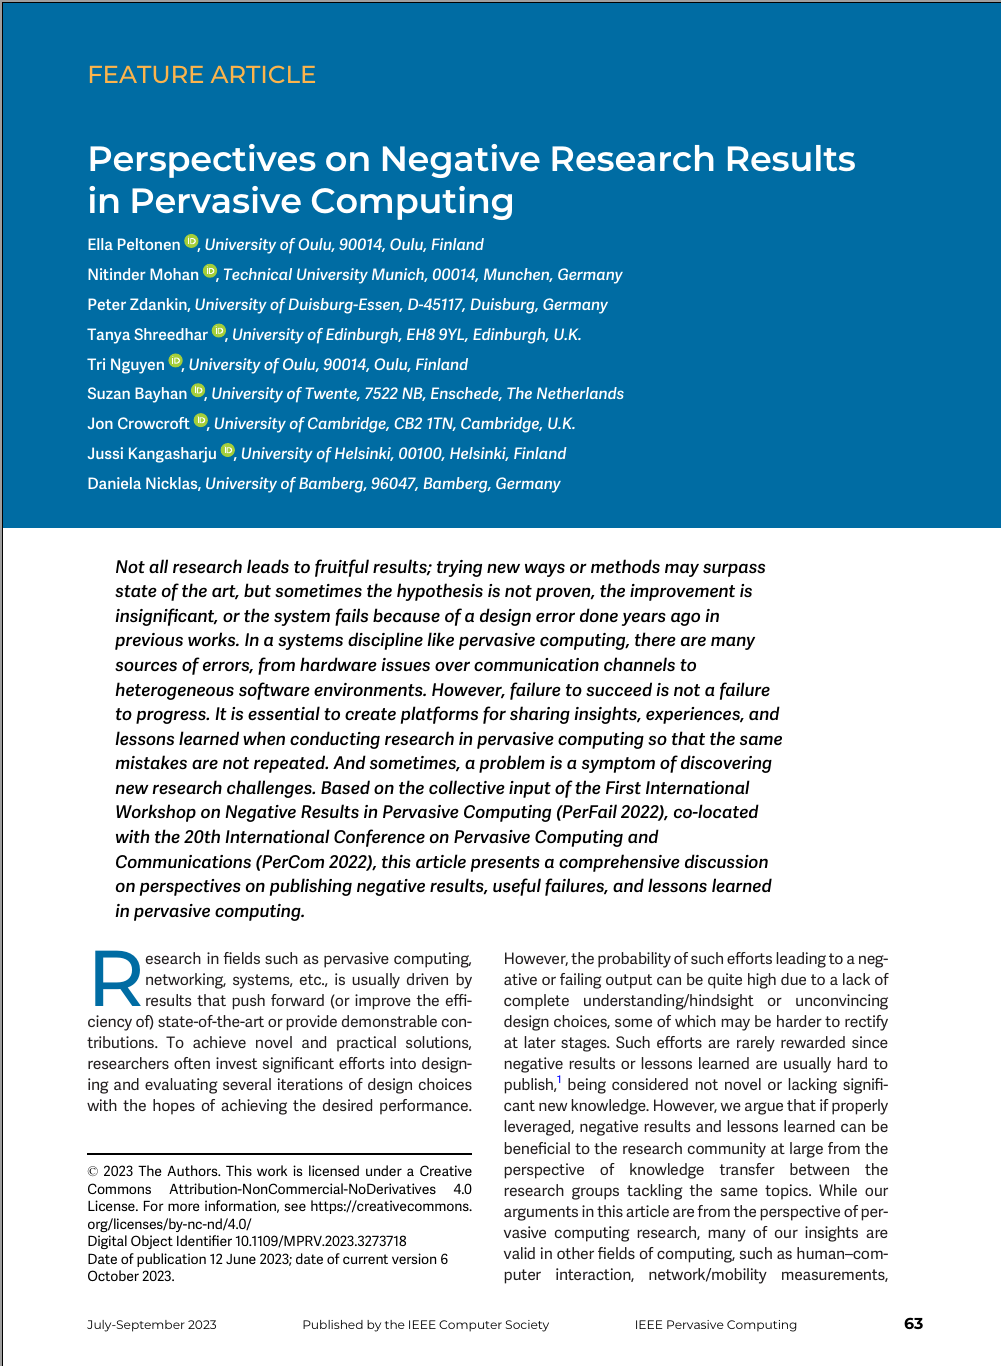 FEATURE ARTICLE
Perspectives on Negative Research Results
in Pervasive Computing
Ella Peltonen iD, University of Oulu, 90014, Oulu, Finland
Nitinder Mohan iD, Technical University Munich, 00014, Munchen, Germany
Peter Zdankin, University of Duisburg-Essen, D-45117, Duisburg, Germany
Tanya Shreedhar iD, University of Edinburgh, EH8 9YL, Edinburgh, U.K.
Tri Nguyen iD, University of Oulu, 90014, Oulu, Finland
Suzan Bayhan iD, University of Twente, 7522 NB, Enschede, The Netherlands
Jon Crowcroft iD, University of Cambridge, CB2 1TN, Cambridge, U.K.
Jussi Kangasharju iD, University of Helsinki, 00100, Helsinki, Finland
Daniela Nicklas, University of Bamberg, 96047, Bamberg, Germany
Not all research leads to fruitful results; trying new ways or methods may surpass
state of the art, but sometimes the hypothesis is not proven, the improvement is
insignificant, or the system fails because of a design error done years ago in
previous works. In a systems discipline like pervasive computing, there are many
sources of errors, from hardware issues over communication channels to
heterogeneous software environments. However, failure to succeed is not a failure
to progress. It is essential to create platforms for sharing insights, experiences, and
lessons learned when conducting research in pervasive computing so that the same
mistakes are not repeated. And sometimes, a problem is a symptom of discovering
new research challenges. Based on the collective input of the First International
Workshop on Negative Results in Pervasive Computing (PerFail 2022), co-located
with the 20th International Conference on Pervasive Computing and
Communications (PerCom 2022), this article presents a comprehensive discussion
on perspectives on publishing negative results, useful failures, and lessons learned
in pervasive computing.
Research in fields such as pervasive computing,
networking, systems, etc., is usually driven by
results that push forward (or improve the effi-
ciency of) state-of-the-art or provide demonstrable con-
tributions. To achieve novel and practical solutions,
researchers often invest significant efforts into design-
ing and evaluating several iterations of design choices
with the hopes of achieving the desired performance.
© 2023 The Authors. This work is licensed under a Creative
Commons Attribution-NonCommercial-NoDerivatives 4.0
License. For more information, see https://creativecommons.
org/licenses/by-nc-nd/4.0/
Digital Object Identifier 10.1109/MPRV.2023.3273718
Date of publication 12 June 2023; date of current version 6
October 2023.
However, the probability of such efforts leading to a neg-
ative or failing output can be quite high due to a lack of
complete understanding/hindsight or unconvincing
design choices, some of which may be harder to rectify
at later stages. Such efforts are rarely rewarded since
negative results or lessons learned are usually hard to
publish,1 being considered not novel or lacking signifi-
cant new knowledge. However, we argue that if properly
leveraged, negative results and lessons learned can be
beneficial to the research community at large from the
perspective of knowledge transfer between the
research groups tackling the same topics. While our
arguments in this article are from the perspective of per-
vasive computing research, many of our insights are
valid in other fields of computing, such as human–com-
puter interaction, network/mobility measurements,
July-September 2023 Published by the IEEE Computer Society IEEE Pervasive Computing 63